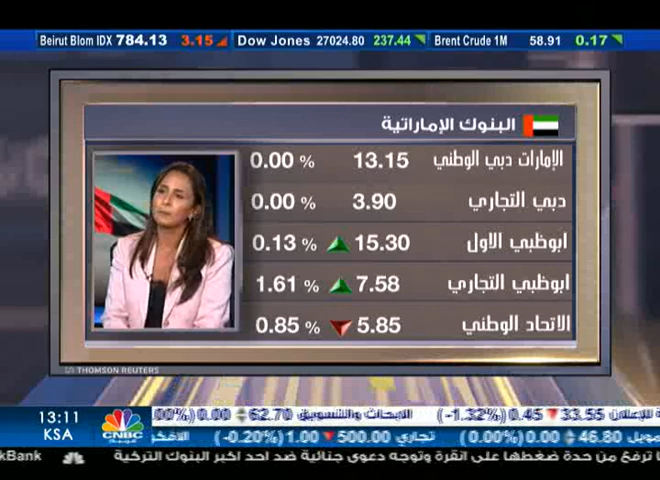 Beirut Blom IDX 784.13 3.15 Dow Jones 27024.80 237.44 Brent Crude 1M 58.91 0.17
البنوك الإماراتية
الإمارات دبي الوطني 13.15 0.00 %
دبي التجاري 3.90 0.00 %
ابوظبي الاول 15.30 0.13 %
ابوظبي التجاري 7.58 1.61 %
الاتحاد الوطني 5.85 0.85 %
THOMSON REUTERS
13:11
KSA
CNBC
للإعلان 33.55 0.45 (-1.32%) الابحاث والتسويق 62.70 0.00
46.80 0.00 (0.00%) تجاري 500.00 1.00 (-0.20%)
ترفع من حدة ضغطها على انقرة وتوجه دعوى جنائية ضد احد اكبر البنوك التركية